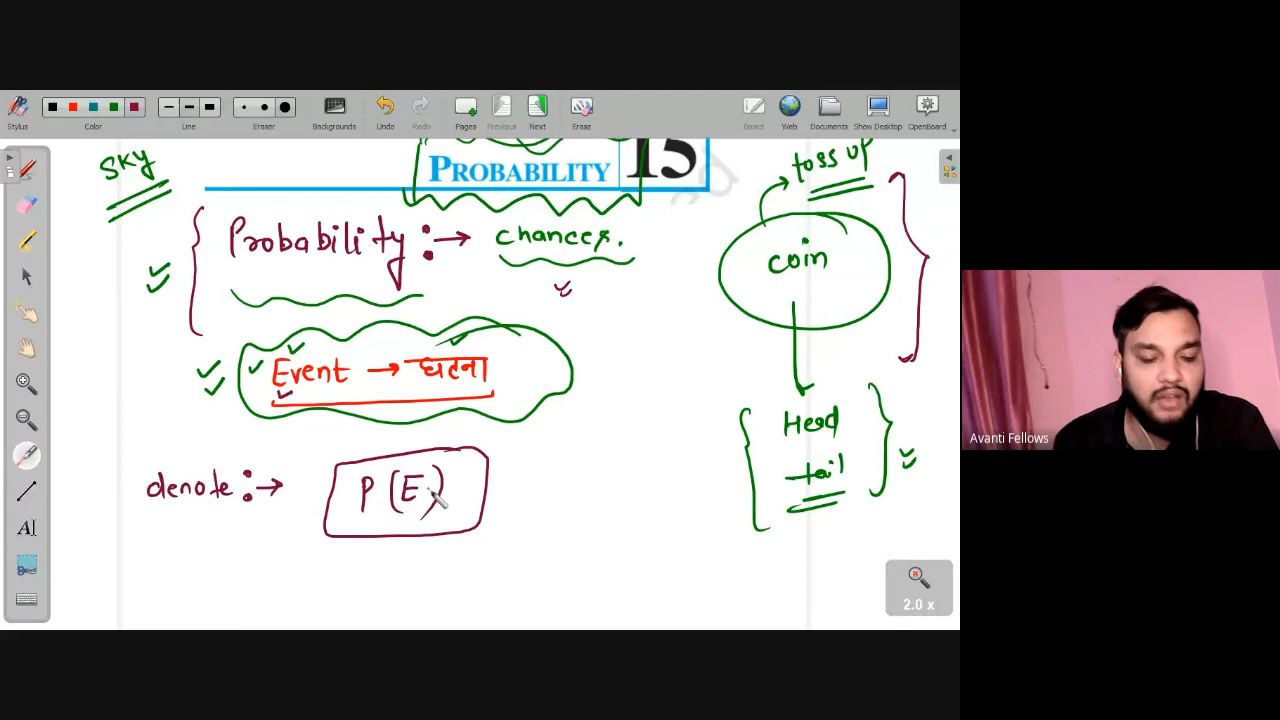 Stylus
Color
Line
Eraser
Backgrounds
Undo
Redo
Pages
Previous
Next
Erase
Board
Web
Documents
Show Desktop
OpenBoard
SKY
PROBABILITY 15
toss up
Probability :→ chances.
coin
Event → घटना
Head
tail
denote :→ P(E)
2.0 x
Avanti Fellows